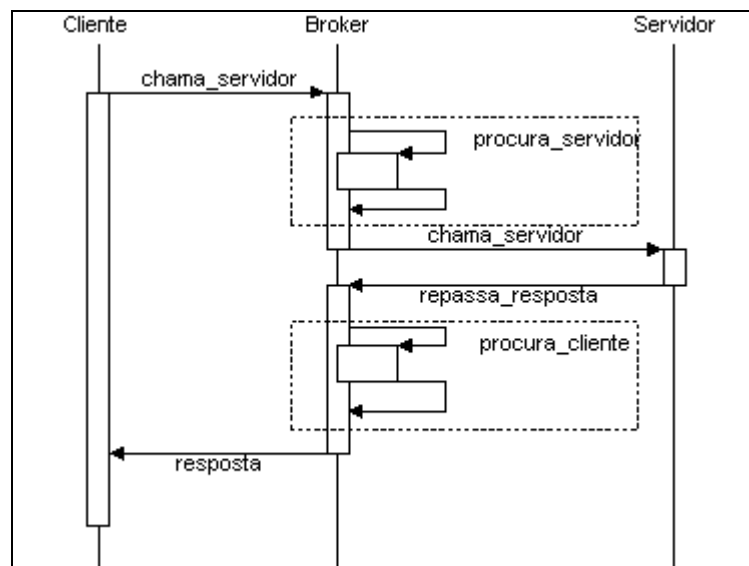 Cliente
Broker
Servidor
chama_servidor
procura_servidor
chama_servidor
repassa_resposta
procura_cliente
resposta